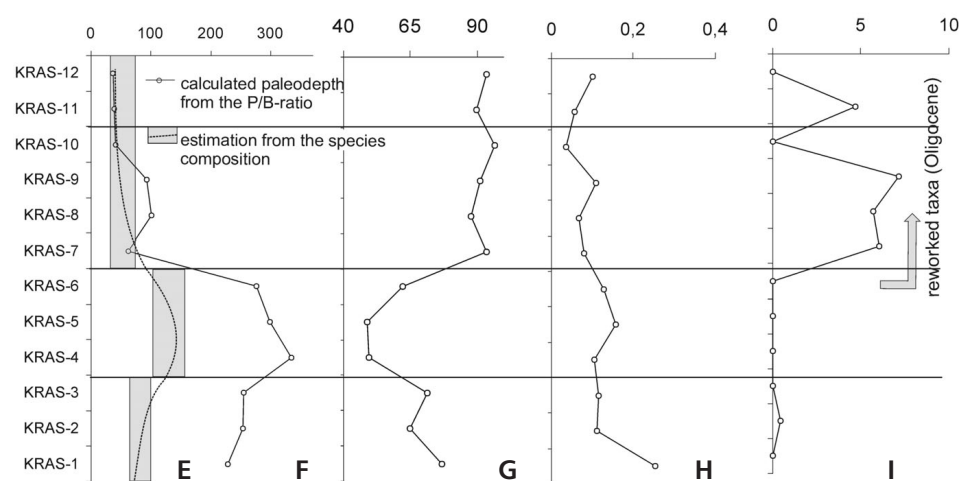 0 100 200 300 40 65 90 0 0,2 0,4 0 5 10
KRAS-12
calculated paleodepth
from the P/B-ratio
KRAS-11
KRAS-10
estimation from the species
composition
KRAS-9
KRAS-8
KRAS-7
KRAS-6
KRAS-5
KRAS-4
KRAS-3
KRAS-2
KRAS-1
reworked taxa (Oligocene)
E F G H I